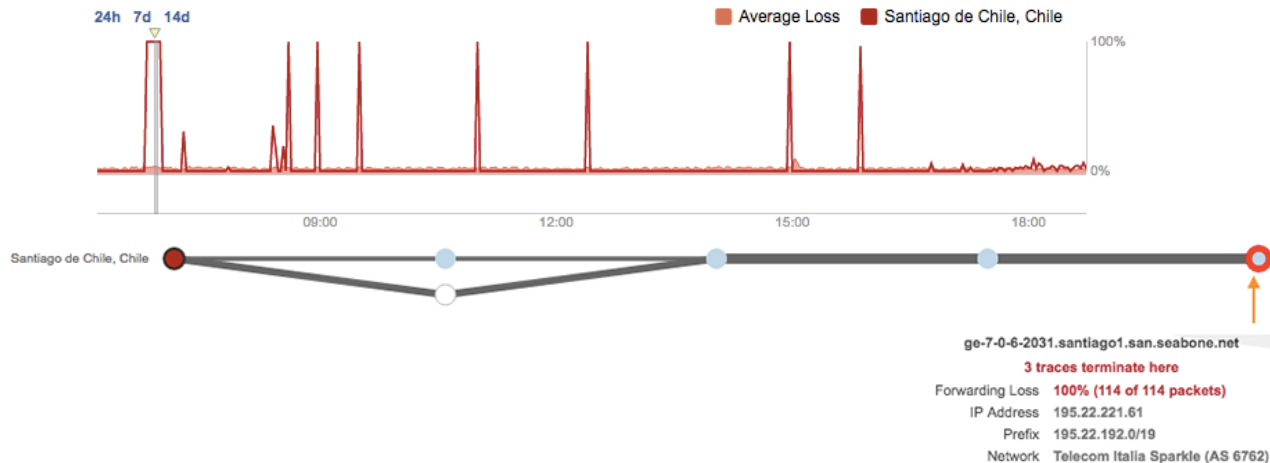 24h 7d 14d
Average Loss Santiago de Chile, Chile
100%
0%
09:00 12:00 15:00 18:00
Santiago de Chile, Chile
ge-7-0-6-2031.santiago1.san.seabone.net
3 traces terminate here
Forwarding Loss 100% (114 of 114 packets)
IP Address 195.22.221.61
Prefix 195.22.192.0/19
Network Telecom Italia Sparkle (AS 6762)